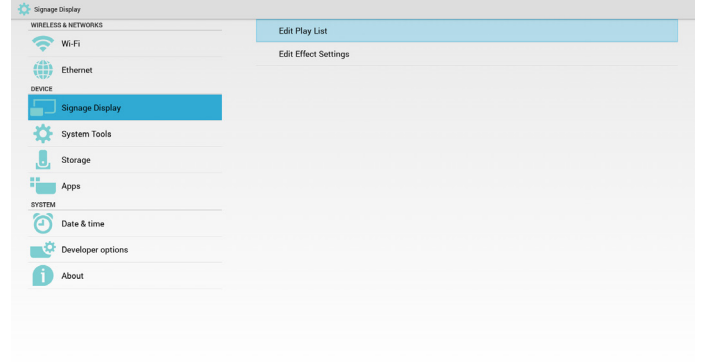 Signage Display
WIRELESS & NETWORKS
Wi-Fi
Ethernet
DEVICE
Signage Display
System Tools
Storage
Apps
SYSTEM
Date & time
Developer options
About
Edit Play List
Edit Effect Settings